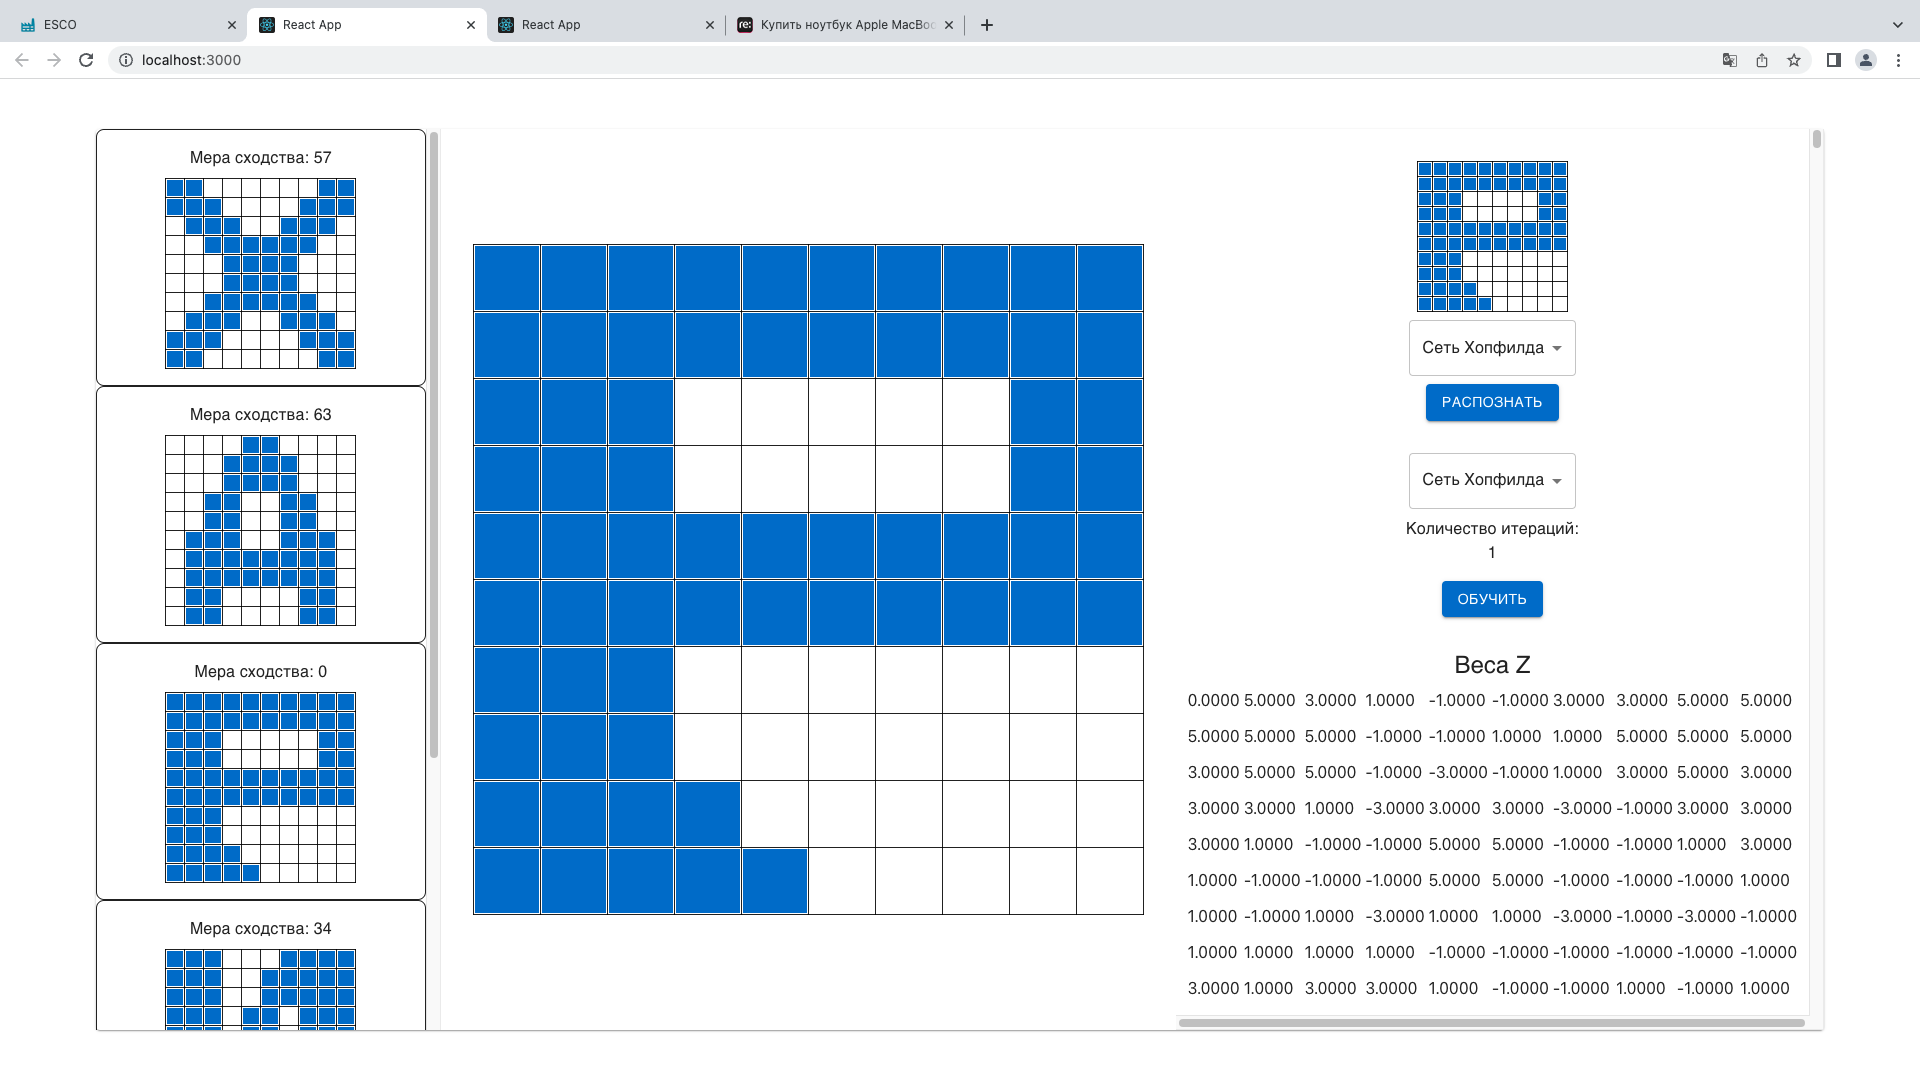 ESCO
React App
React App
Купить ноутбук Apple MacBoo
localhost:3000
Мера сходства: 57
Мера сходства: 63
Мера сходства: 0
Мера сходства: 34
Сеть Хопфилда
РАСПОЗНАТЬ
Сеть Хопфилда
Количество итераций:
1
ОБУЧИТЬ
Веса Z
0.0000 5.0000 3.0000 1.0000 -1.0000 -1.0000 3.0000 3.0000 5.0000 5.0000
5.0000 5.0000 5.0000 -1.0000 -1.0000 1.0000 1.0000 5.0000 5.0000 5.0000
3.0000 5.0000 5.0000 -1.0000 -3.0000 -1.0000 1.0000 3.0000 5.0000 3.0000
3.0000 3.0000 1.0000 -3.0000 3.0000 3.0000 -3.0000 -1.0000 3.0000 3.0000
3.0000 1.0000 -1.0000 -1.0000 5.0000 5.0000 -1.0000 -1.0000 1.0000 3.0000
1.0000 -1.0000 -1.0000 -1.0000 5.0000 5.0000 -1.0000 -1.0000 -1.0000 1.0000
1.0000 -1.0000 1.0000 -3.0000 1.0000 1.0000 -3.0000 -1.0000 -3.0000 -1.0000
1.0000 1.0000 1.0000 1.0000 -1.0000 -1.0000 -1.0000 -1.0000 -1.0000 -1.0000
3.0000 1.0000 3.0000 3.0000 1.0000 -1.0000 -1.0000 1.0000 -1.0000 1.0000